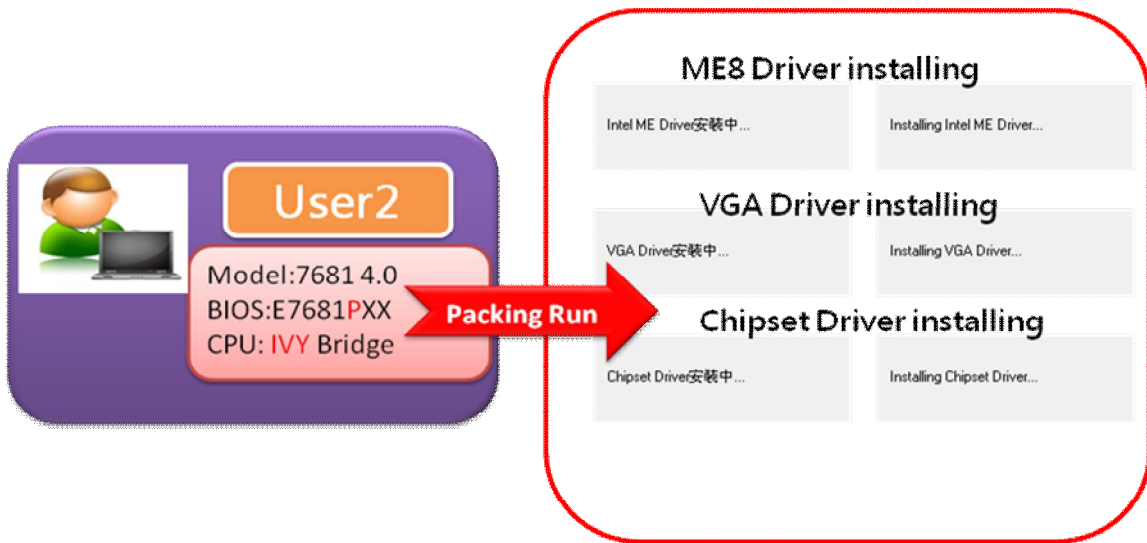 User2
Model:7681 4.0
BIOS:E7681PXX
CPU: IVY Bridge
Packing Run
ME8 Driver installing
Intel ME Driver安裝中...
Installing Intel ME Driver...
VGA Driver installing
VGA Driver安裝中...
Installing VGA Driver...
Chipset Driver installing
Chipset Driver安裝中...
Installing Chipset Driver...